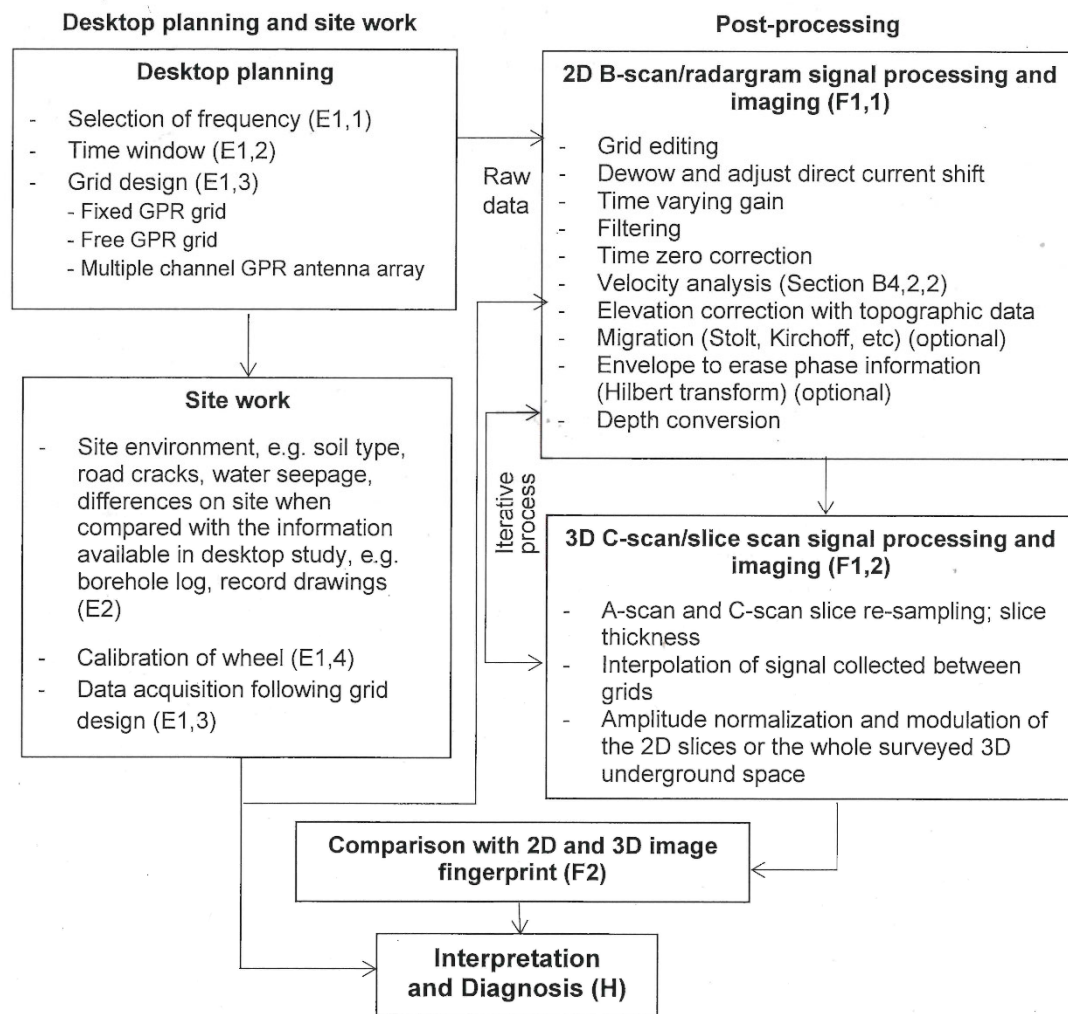 Desktop planning and site work
Desktop planning
- Selection of frequency (E1,1)
- Time window (E1,2)
- Grid design (E1,3)
- Fixed GPR grid
- Free GPR grid
- Multiple channel GPR antenna array
Site work
- Site environment, e.g. soil type,
road cracks, water seepage,
differences on site when
compared with the information
available in desktop study, e.g.
borehole log, record drawings
(E2)
- Calibration of wheel (E1,4)
- Data acquisition following grid
design (E1,3)
Raw
data
Iterative
process
Post-processing
2D B-scan/radargram signal processing and
imaging (F1,1)
- Grid editing
- Dewow and adjust direct current shift
- Time varying gain
- Filtering
- Time zero correction
- Velocity analysis (Section B4,2,2)
- Elevation correction with topographic data
- Migration (Stolt, Kirchoff, etc) (optional)
- Envelope to erase phase information
(Hilbert transform) (optional)
- Depth conversion
3D C-scan/slice scan signal processing and
imaging (F1,2)
- A-scan and C-scan slice re-sampling; slice
thickness
- Interpolation of signal collected between
grids
- Amplitude normalization and modulation of
the 2D slices or the whole surveyed 3D
underground space
Comparison with 2D and 3D image
fingerprint (F2)
Interpretation
and Diagnosis (H)